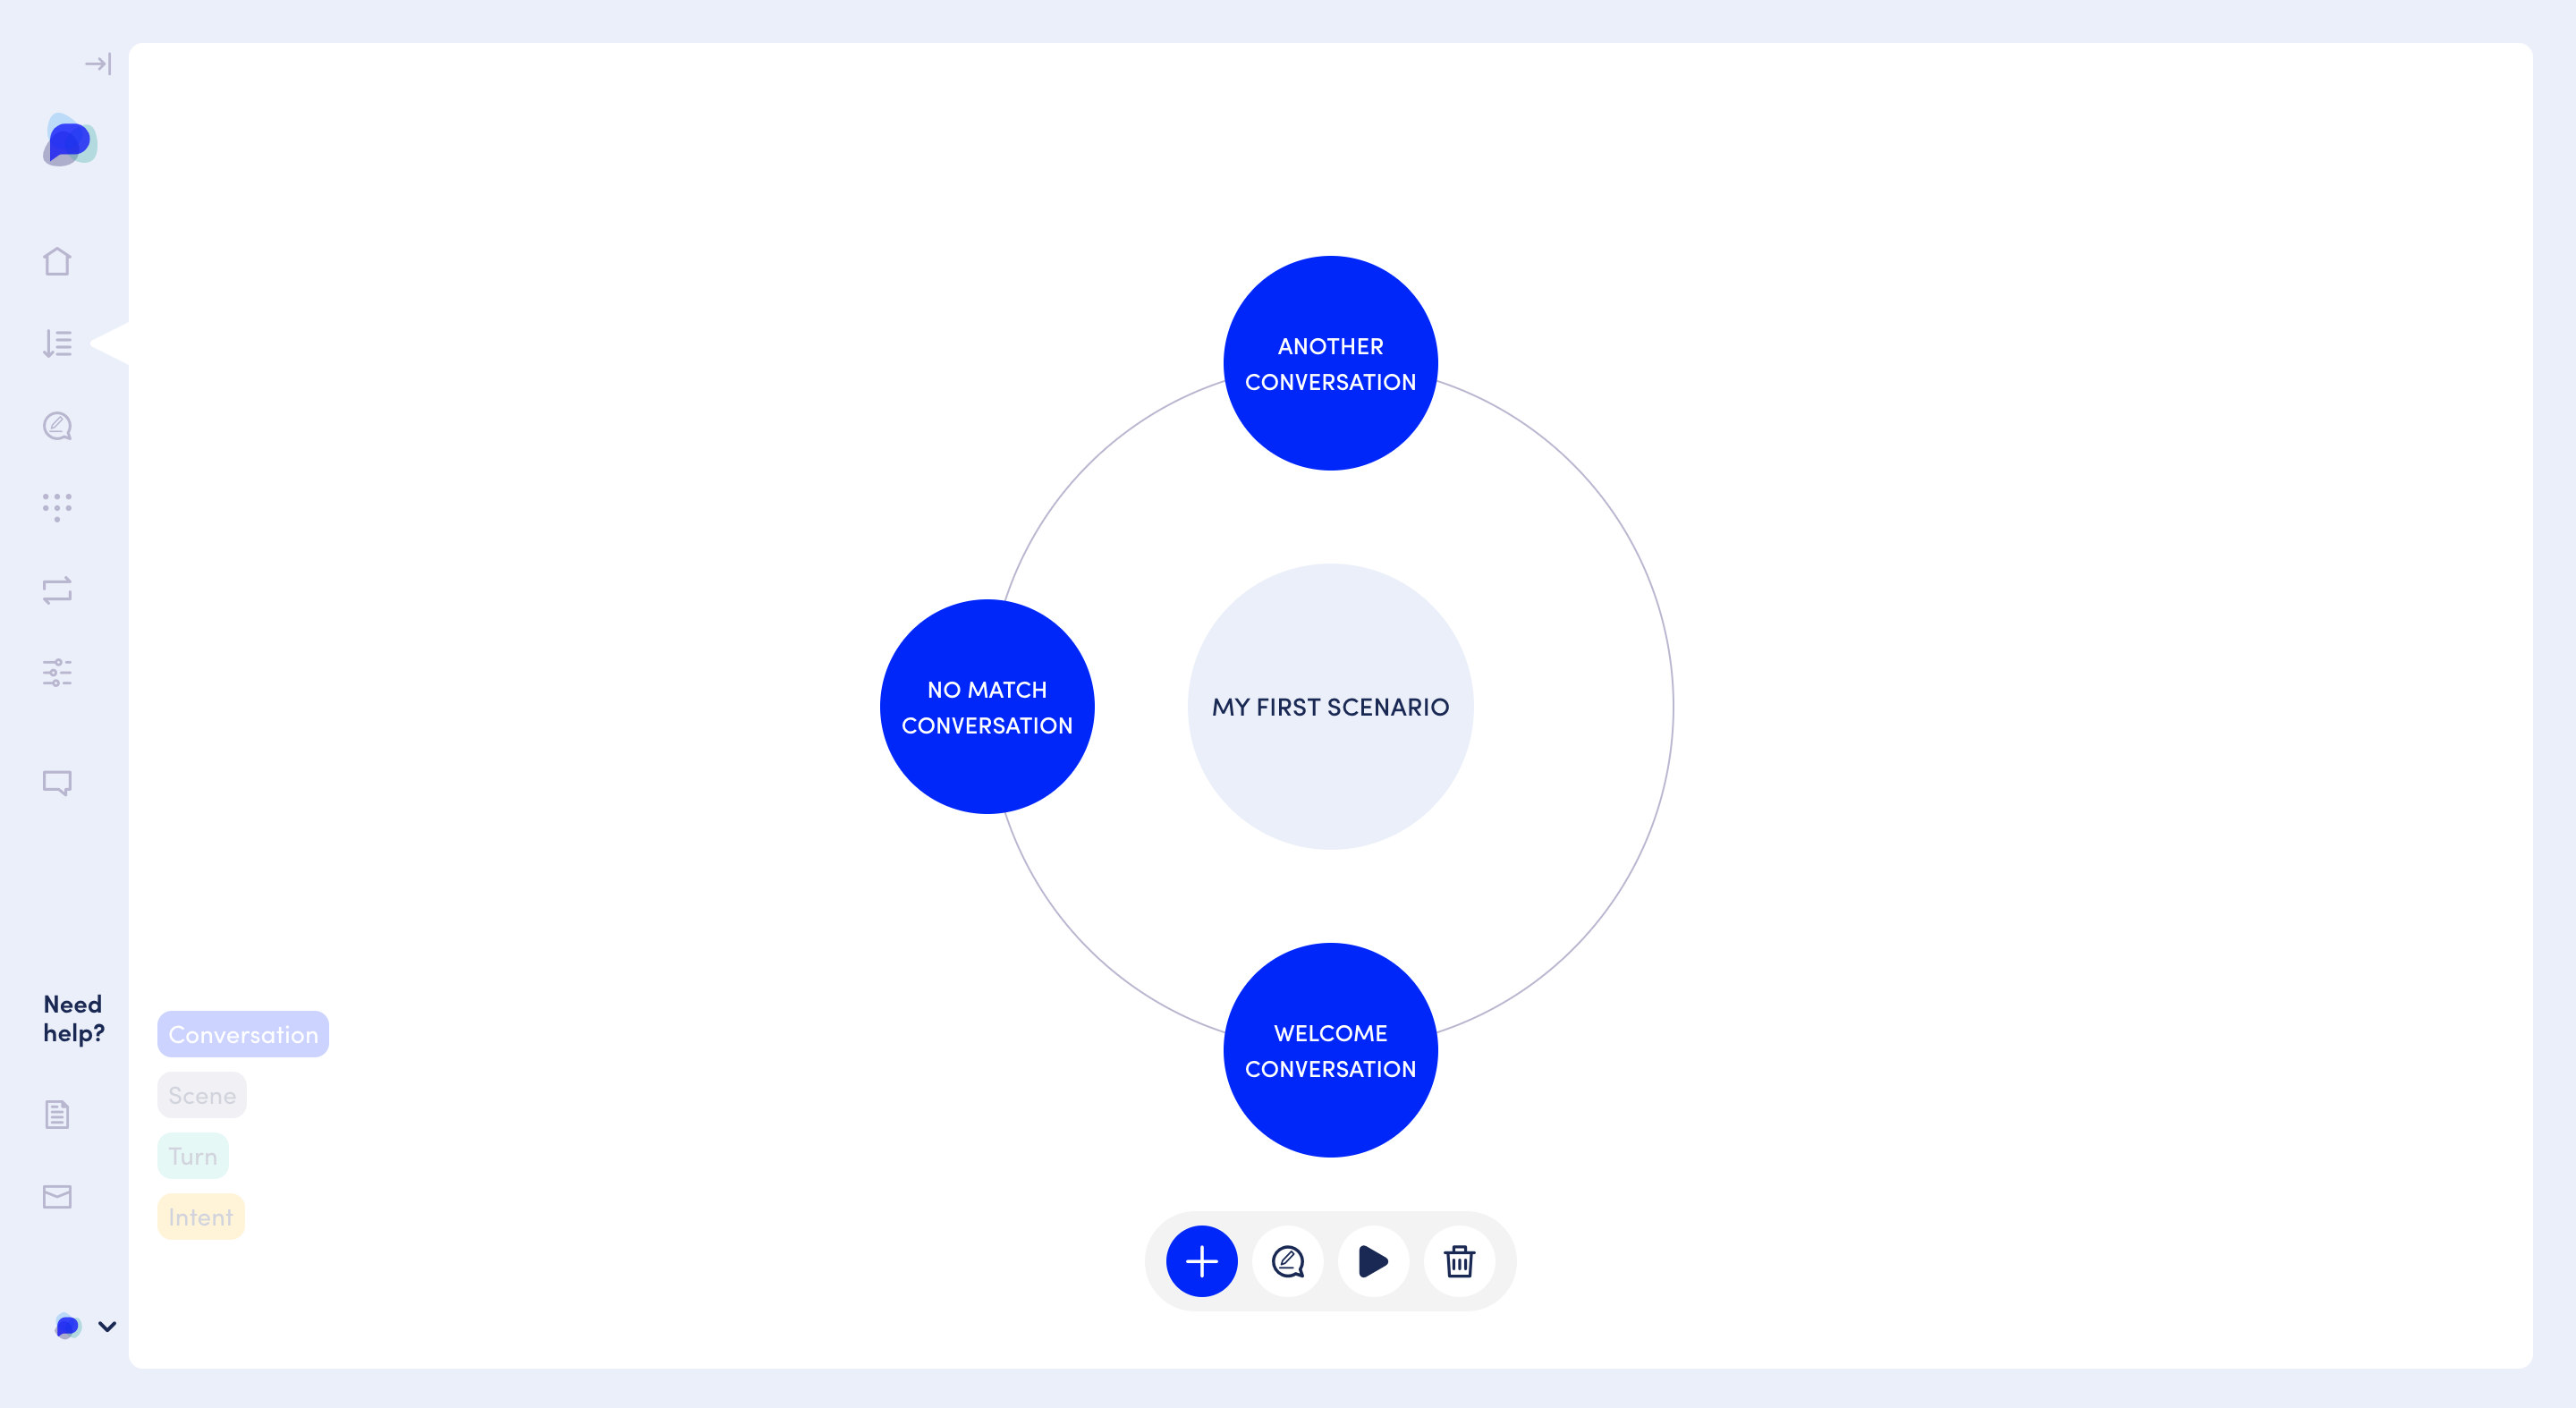 ANOTHER
CONVERSATION
NO MATCH
CONVERSATION
MY FIRST SCENARIO
WELCOME
CONVERSATION
Need
help?
Conversation
Scene
Turn
Intent